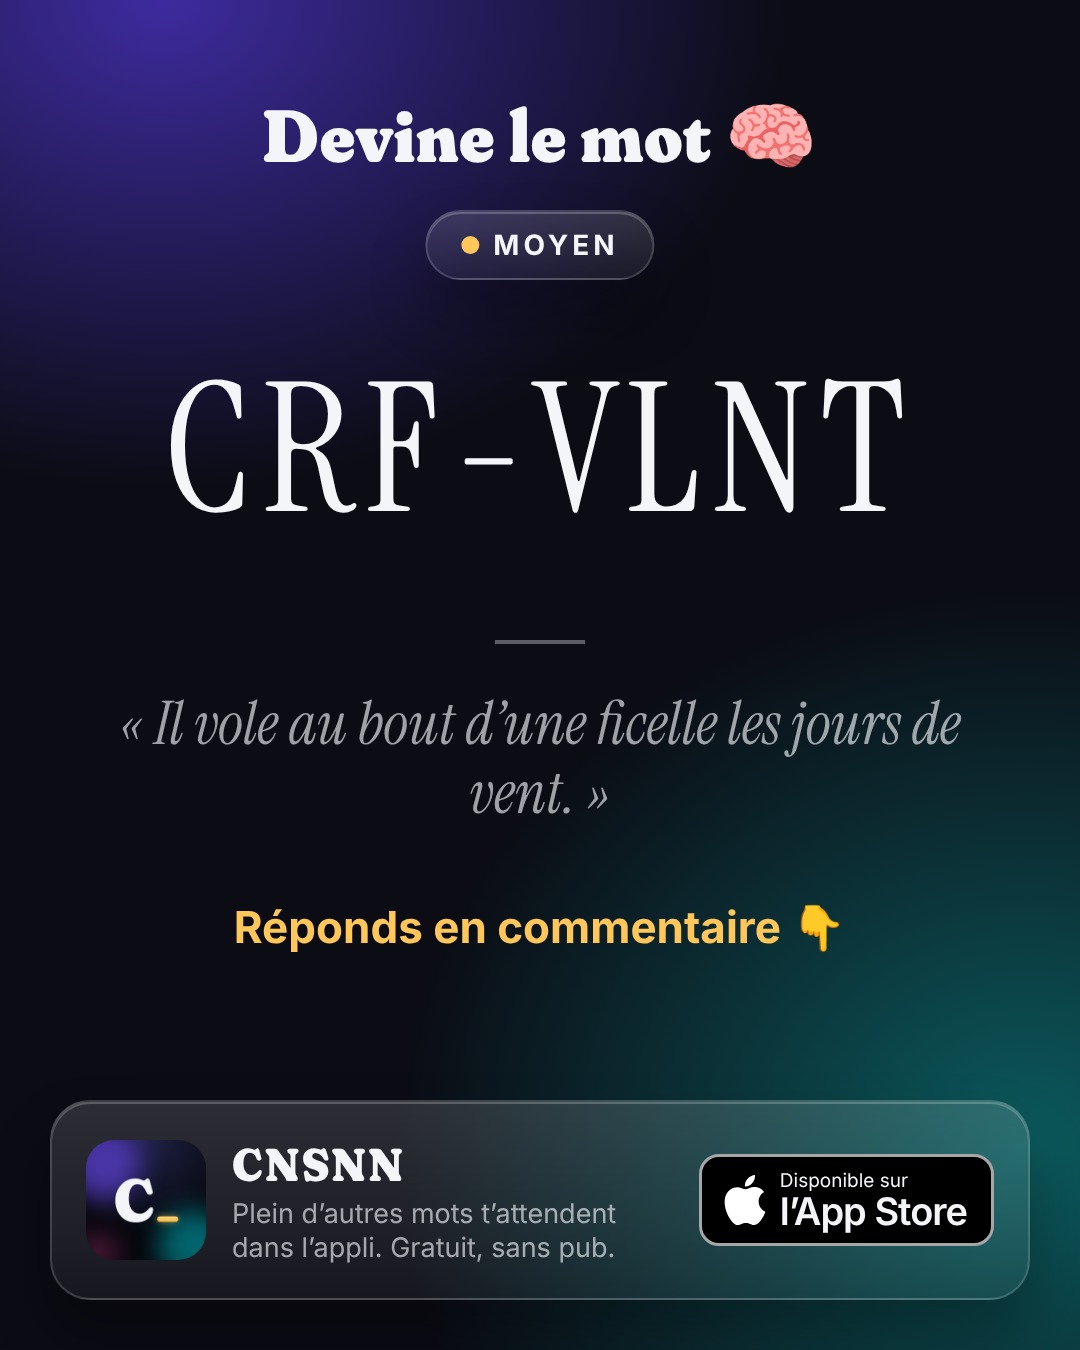 Devine le mot 🧠
MOYEN
CRF-VLNT
« Il vole au bout d’une ficelle les jours de
vent. »
Réponds en commentaire 👇
C_
CNSNN
Plein d’autres mots t’attendent
dans l’appli. Gratuit, sans pub.
Disponible sur
l’App Store